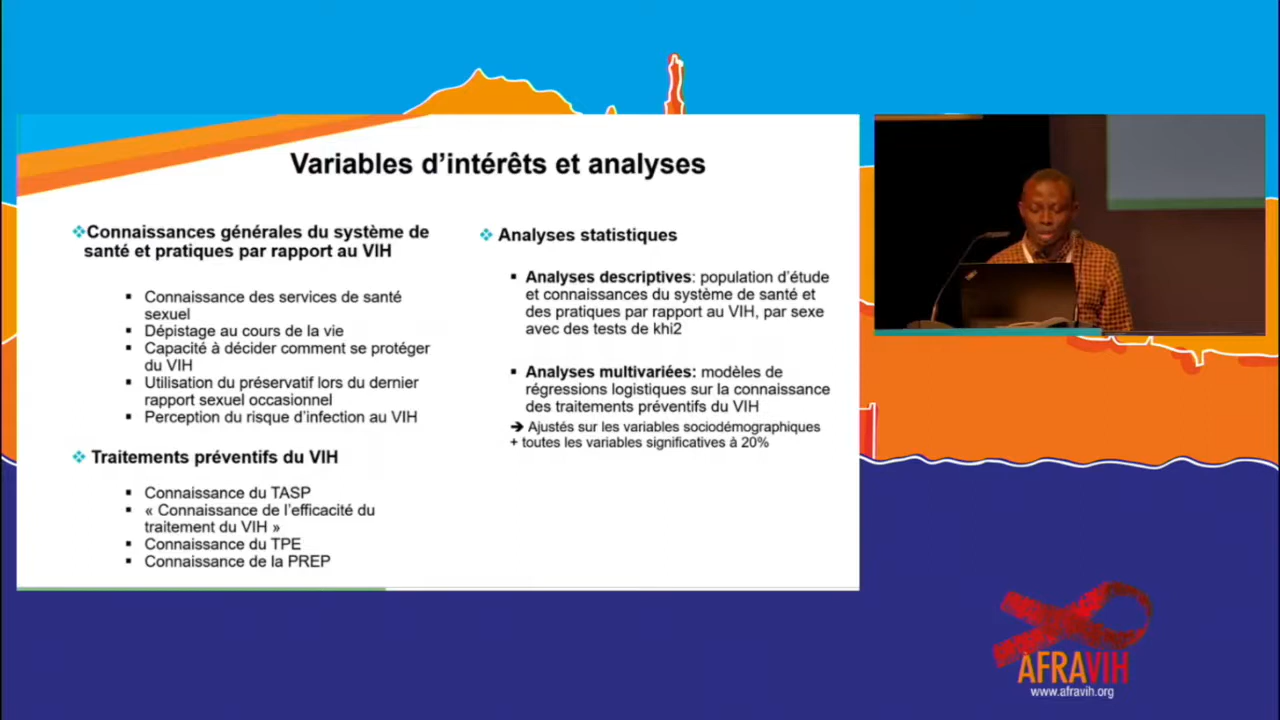 Variables d'intérêts et analyses
❖Connaissances générales du système de
santé et pratiques par rapport au VIH
▪ Connaissance des services de santé
sexuel
▪ Dépistage au cours de la vie
▪ Capacité à décider comment se protéger
du VIH
▪ Utilisation du préservatif lors du dernier
rapport sexuel occasionnel
▪ Perception du risque d'infection au VIH
❖ Traitements préventifs du VIH
▪ Connaissance du TASP
▪ « Connaissance de l'efficacité du
traitement du VIH »
▪ Connaissance du TPE
▪ Connaissance de la PREP
❖ Analyses statistiques
▪ Analyses descriptives: population d'étude
et connaissances du système de santé et
des pratiques par rapport au VIH, par sexe
avec des tests de khi2
▪ Analyses multivariées: modèles de
régressions logistiques sur la connaissance
des traitements préventifs du VIH
➔ Ajustés sur les variables sociodémographiques
+ toutes les variables significatives à 20%
AFRAVIH
www.afravih.org